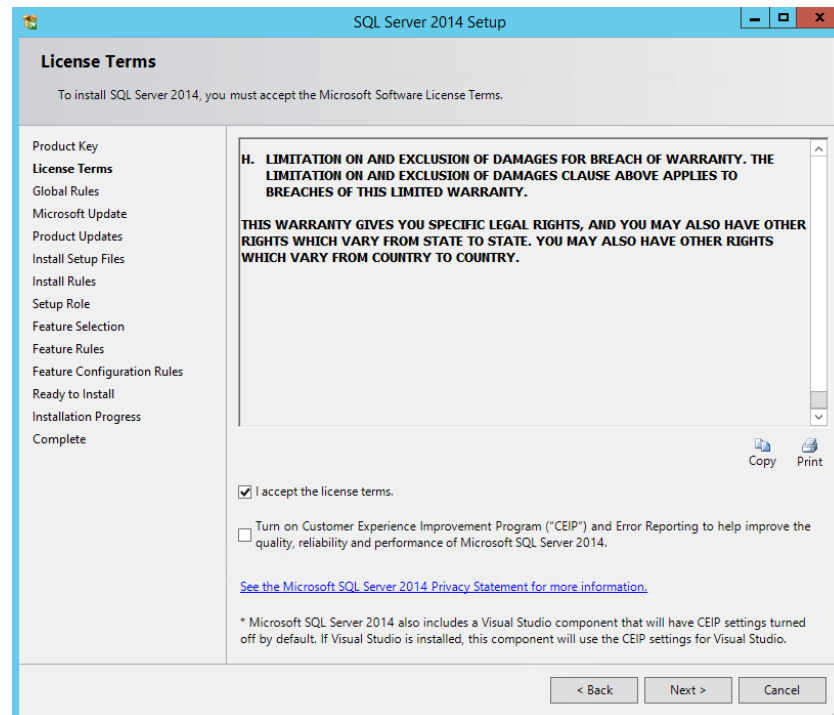 SQL Server 2014 Setup
License Terms
To install SQL Server 2014, you must accept the Microsoft Software License Terms.
Product Key
License Terms
Global Rules
Microsoft Update
Product Updates
Install Setup Files
Install Rules
Setup Role
Feature Selection
Feature Rules
Feature Configuration Rules
Ready to Install
Installation Progress
Complete
H. LIMITATION ON AND EXCLUSION OF DAMAGES FOR BREACH OF WARRANTY. THE
LIMITATION ON AND EXCLUSION OF DAMAGES CLAUSE ABOVE APPLIES TO
BREACHES OF THIS LIMITED WARRANTY.
THIS WARRANTY GIVES YOU SPECIFIC LEGAL RIGHTS, AND YOU MAY ALSO HAVE OTHER
RIGHTS WHICH VARY FROM STATE TO STATE. YOU MAY ALSO HAVE OTHER RIGHTS
WHICH VARY FROM COUNTRY TO COUNTRY.
Copy Print
I accept the license terms.
Turn on Customer Experience Improvement Program ("CEIP") and Error Reporting to help improve the
quality, reliability and performance of Microsoft SQL Server 2014.
See the Microsoft SQL Server 2014 Privacy Statement for more information.
* Microsoft SQL Server 2014 also includes a Visual Studio component that will have CEIP settings turned
off by default. If Visual Studio is installed, this component will use the CEIP settings for Visual Studio.
< Back Next > Cancel